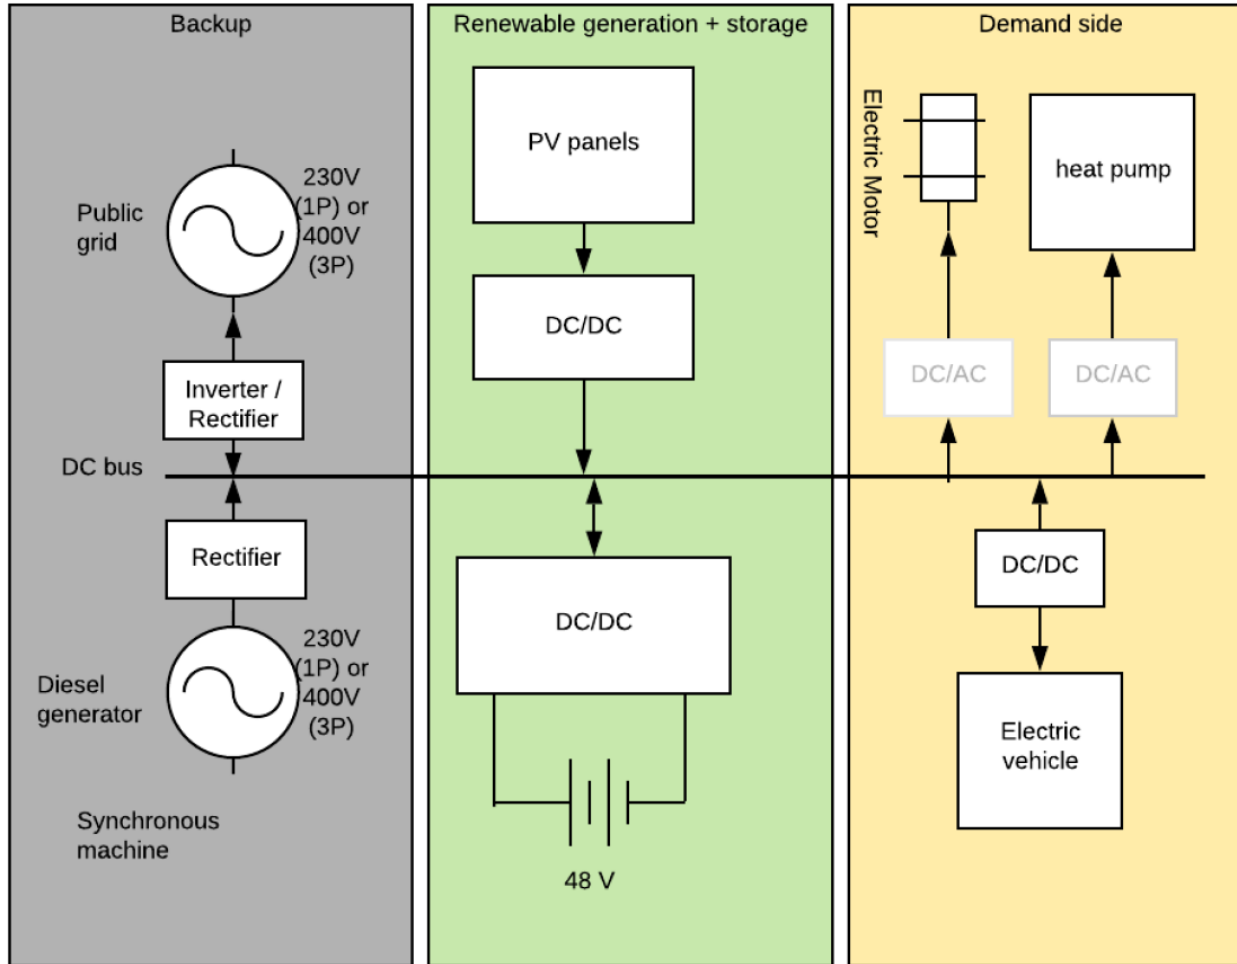 Backup
Public
grid
230V
(1P) or
400V
(3P)
Inverter /
Rectifier
DC bus
Rectifier
Diesel
generator
230V
(1P) or
400V
(3P)
Synchronous
machine
Renewable generation + storage
PV panels
DC/DC
DC/DC
48 V
Demand side
Electric Motor
heat pump
DC/AC
DC/AC
DC/DC
Electric
vehicle